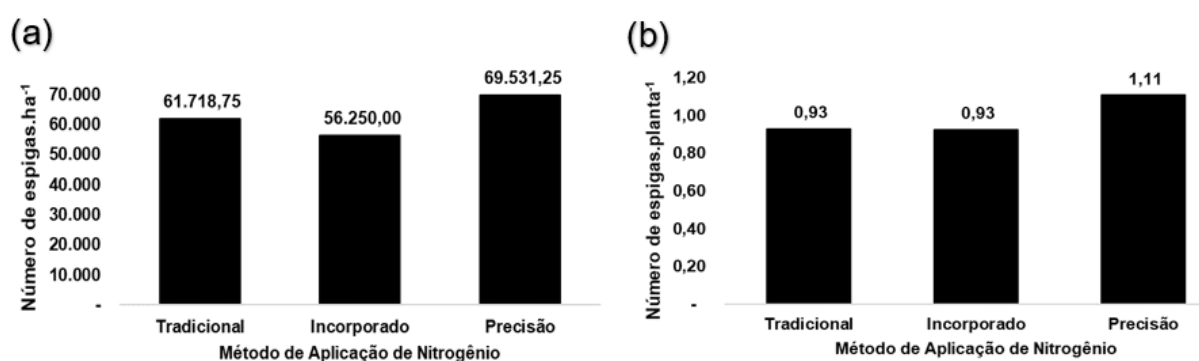 (a)
Número de espigas.ha⁻¹
70.000
60.000
50.000
40.000
30.000
20.000
10.000
-
61.718,75
56.250,00
69.531,25
Tradicional
Incorporado
Precisão
Método de Aplicação de Nitrogênio
(b)
Número de espigas.planta⁻¹
1,20
1,00
0,80
0,60
0,40
0,20
-
0,93
0,93
1,11
Tradicional
Incorporado
Precisão
Método de Aplicação de Nitrogênio